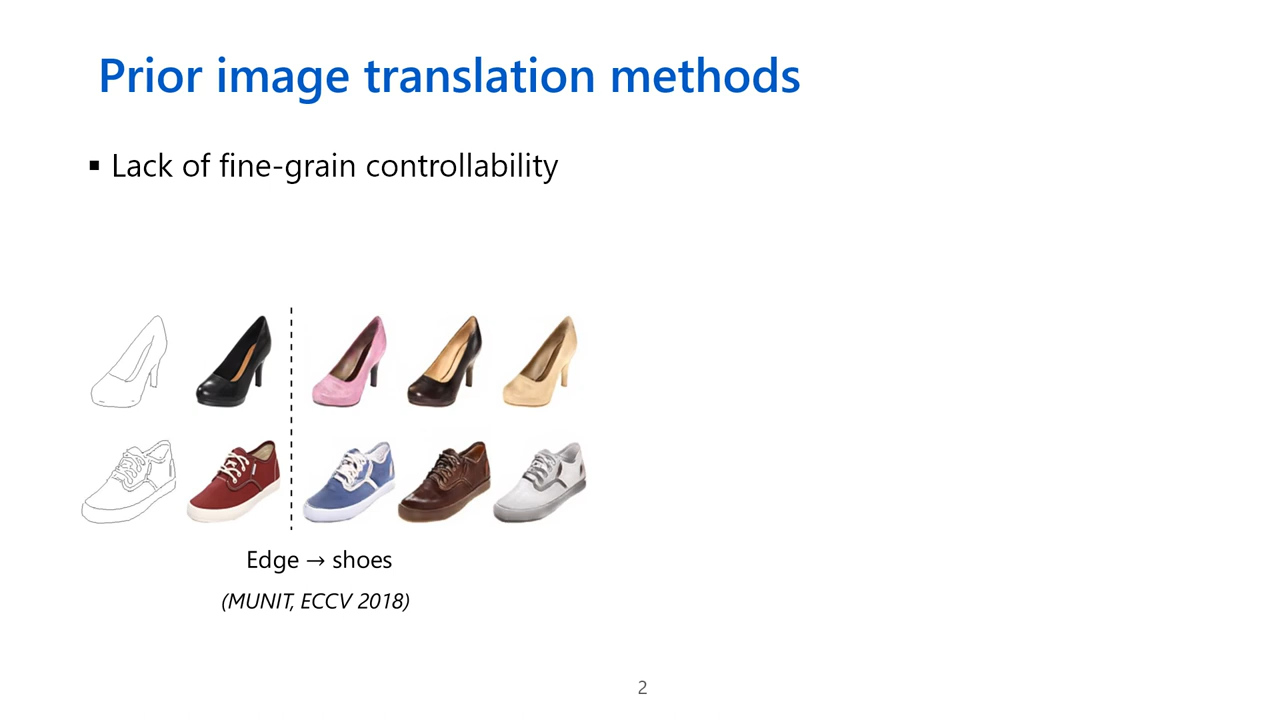 Prior image translation methods
▪ Lack of fine-grain controllability
Edge → shoes
(MUNIT, ECCV 2018)
2